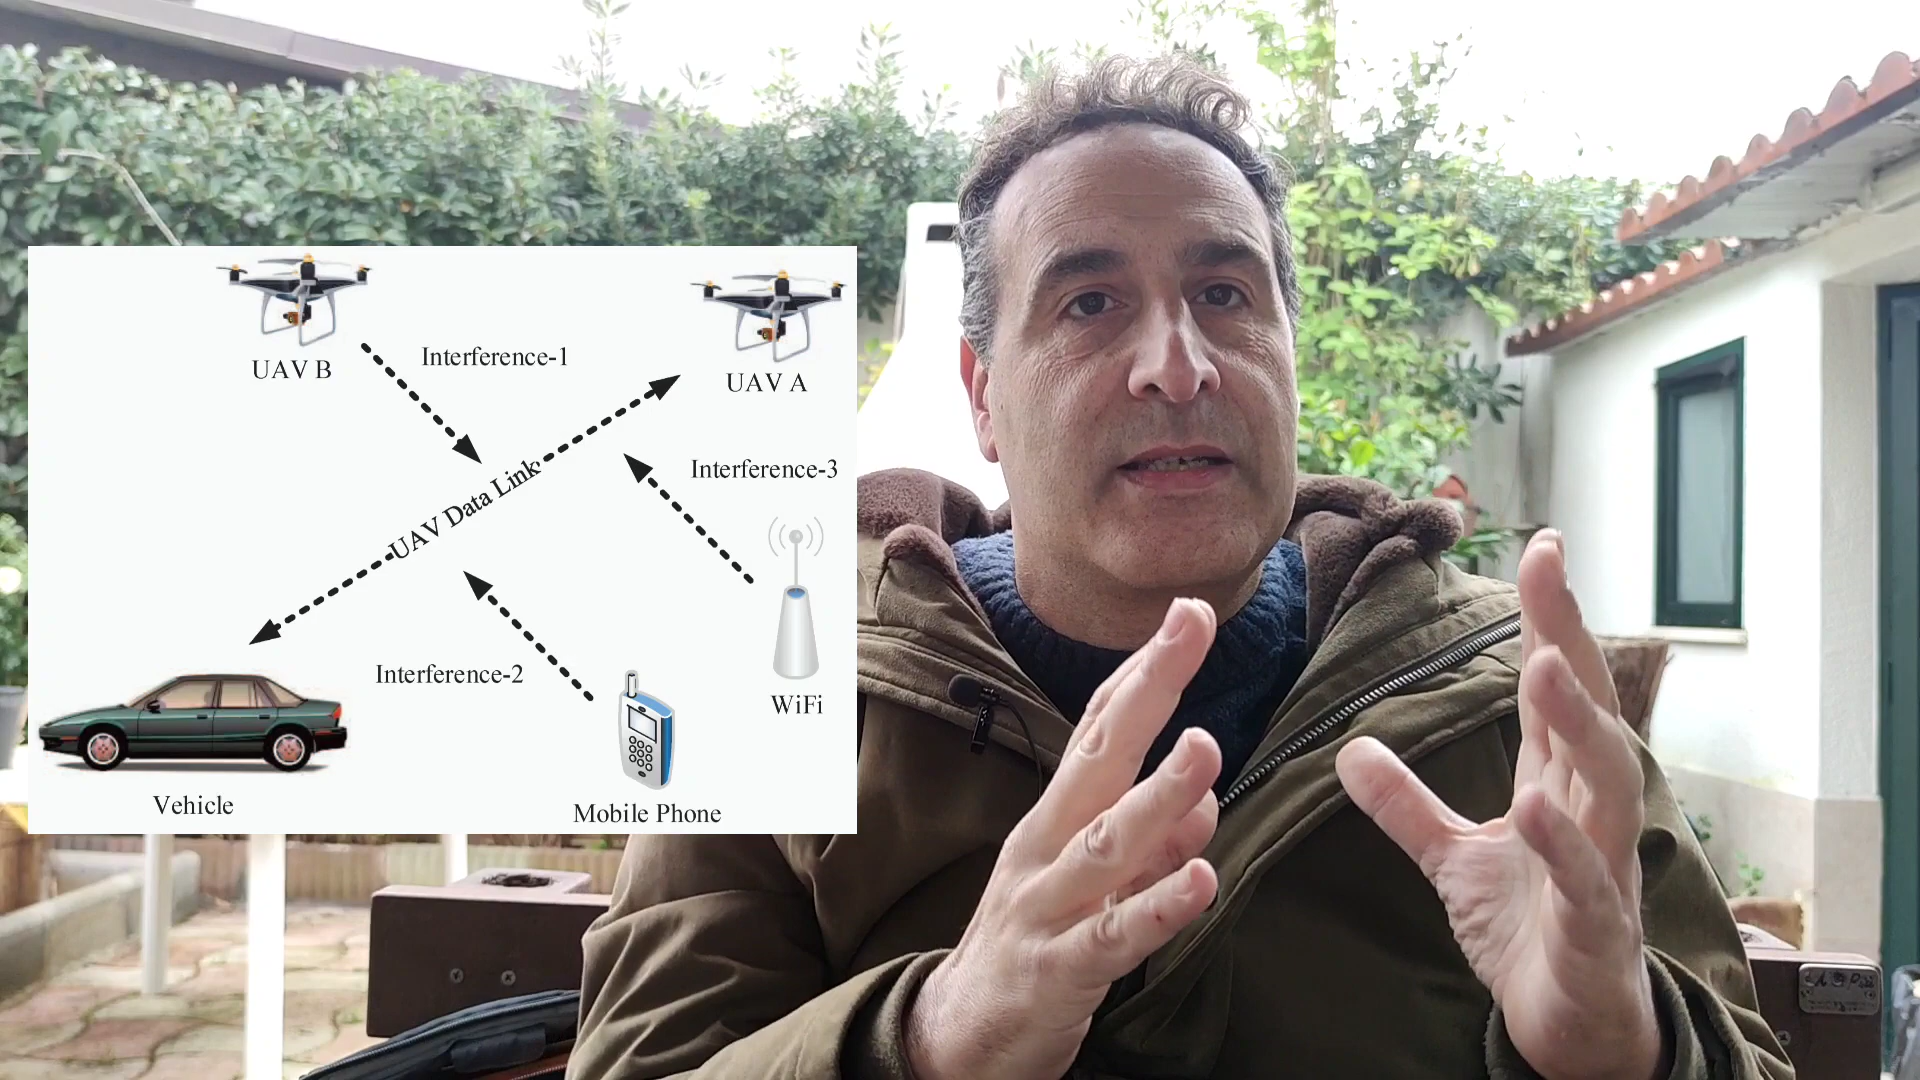 UAV B
Interference-1
UAV A
UAV Data Link
Interference-3
Interference-2
WiFi
Vehicle
Mobile Phone